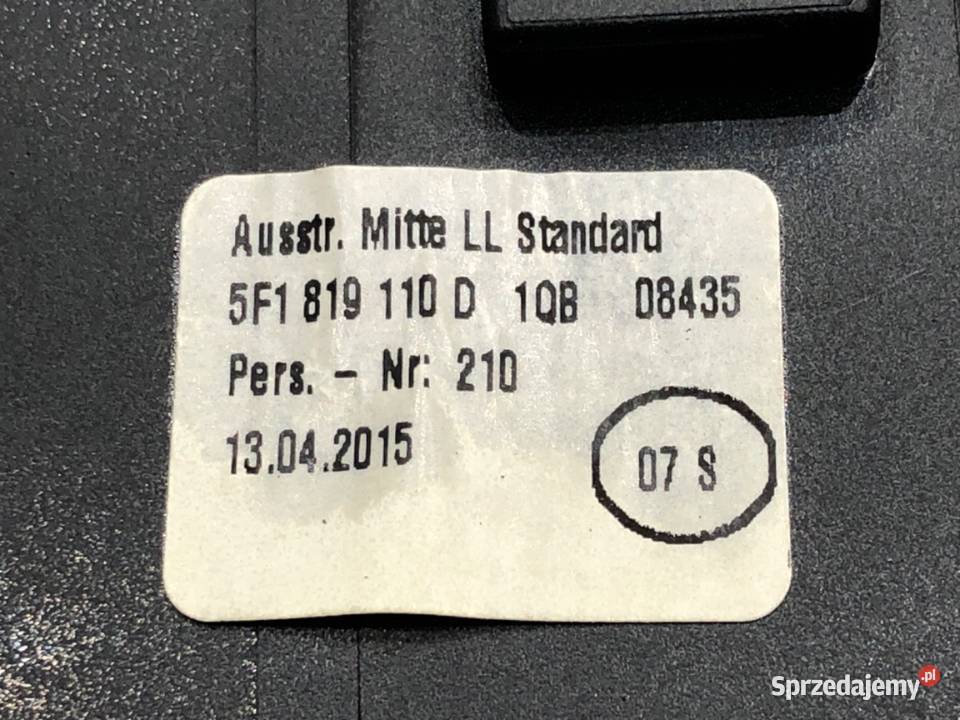 Ausstr. Mitte LL Standard
5F1 819 110 D 1QB 08435
Pers. - Nr: 210
13.04.2015
07 S
Sprzedajemy.pl